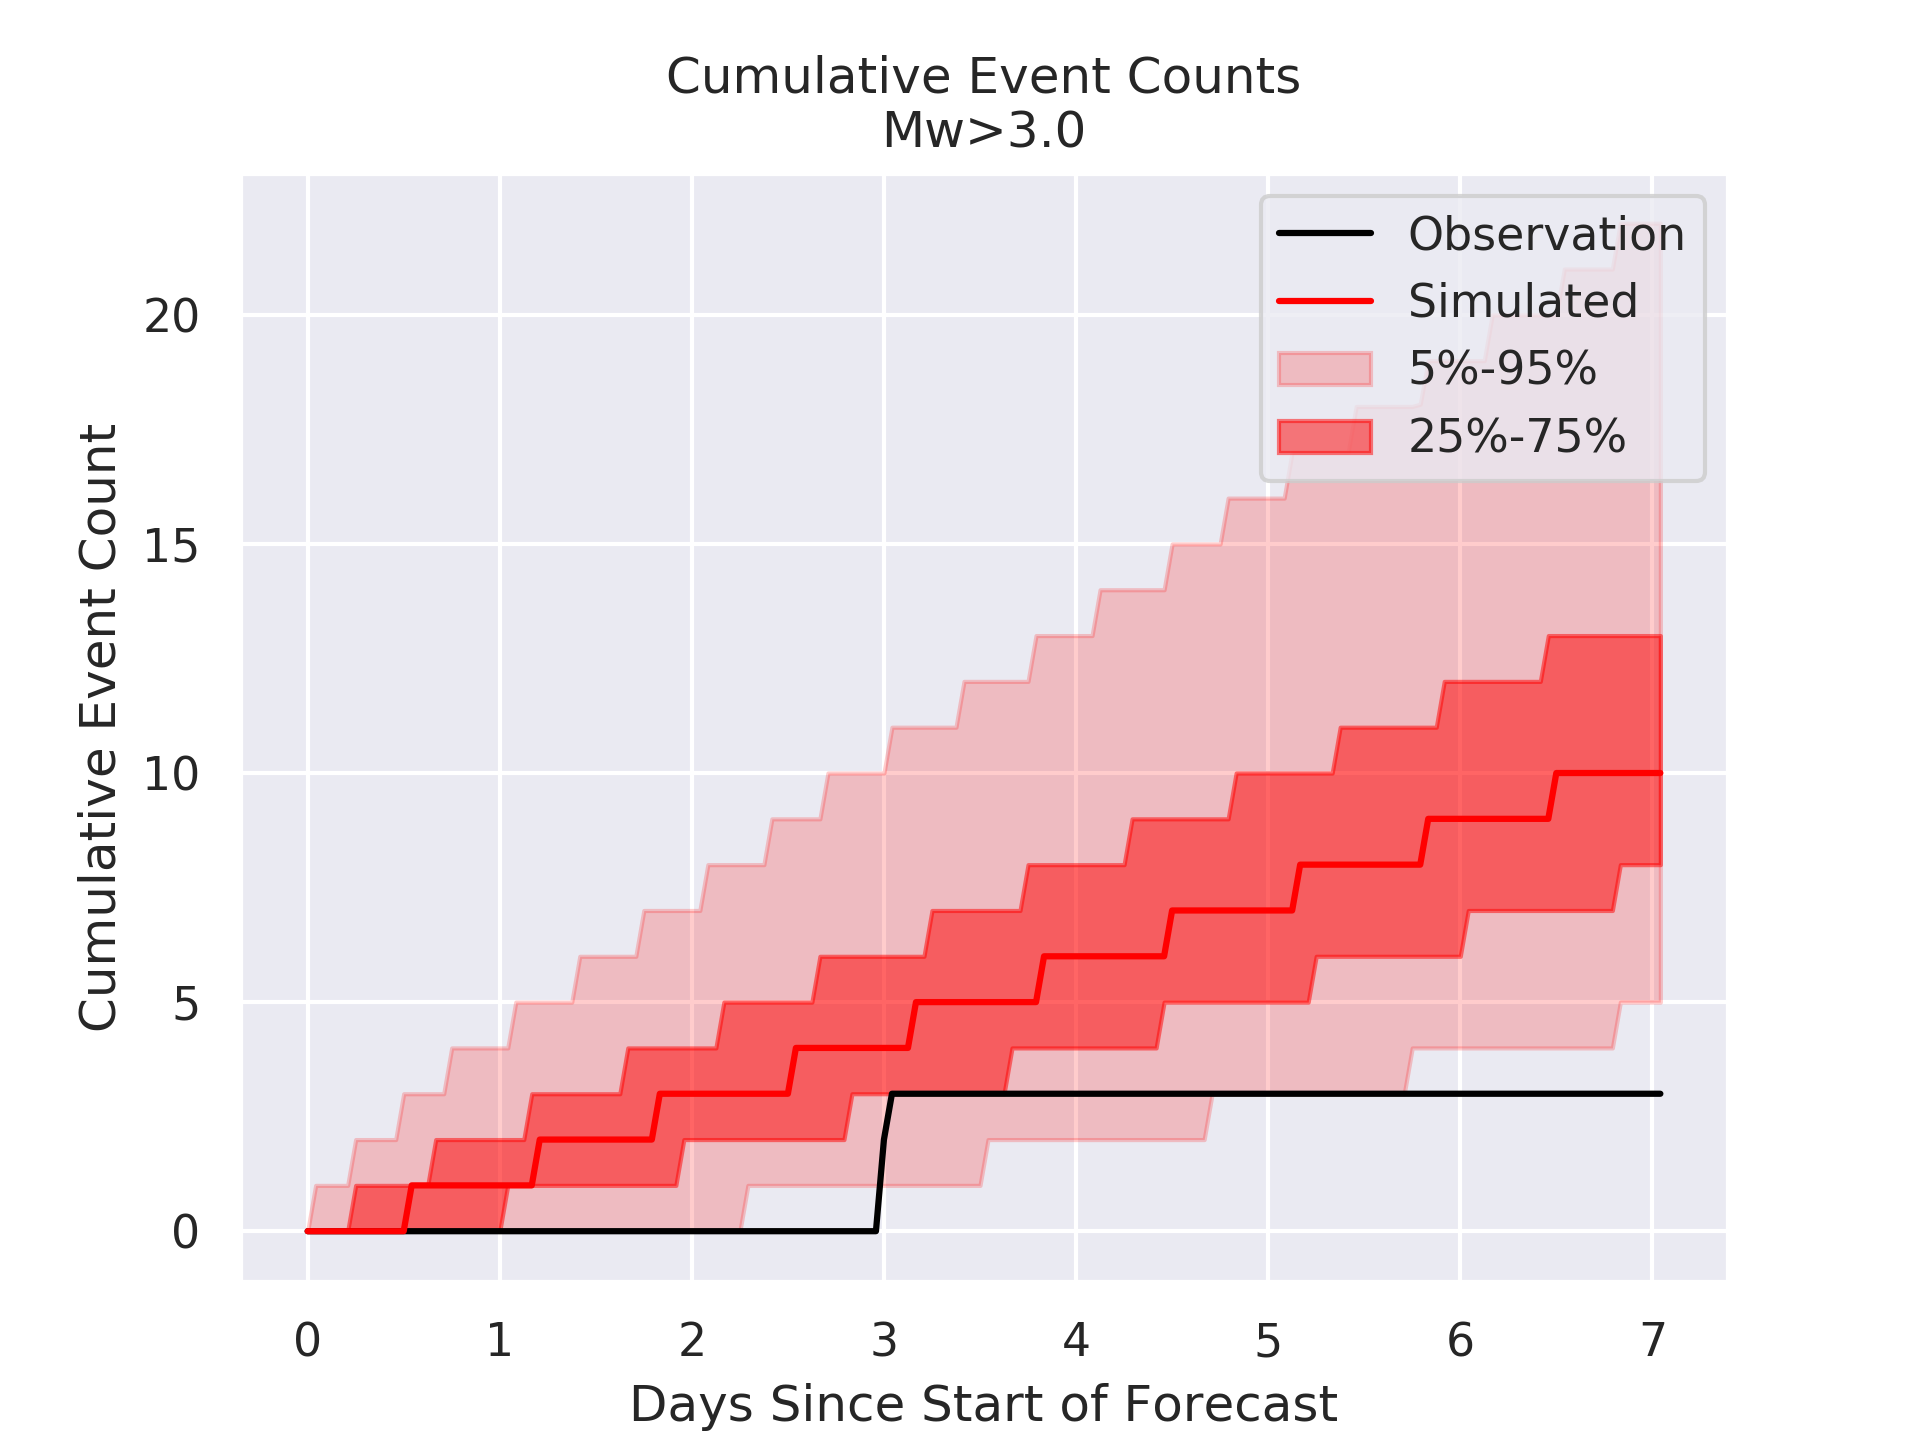 Cumulative Event Counts
Mw>3.0
Observation
Simulated
5%-95%
25%-75%
Cumulative Event Count
20
15
10
5
0
0 1 2 3 4 5 6 7
Days Since Start of Forecast